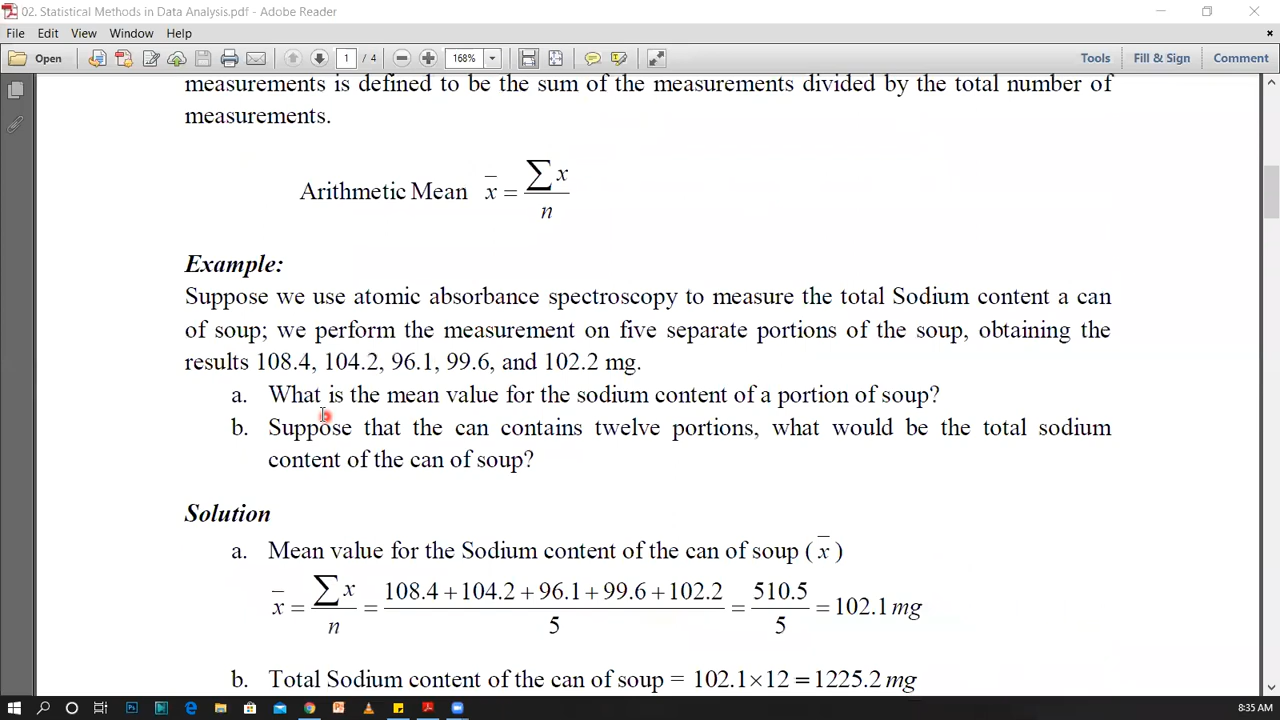 02. Statistical Methods in Data Analysis.pdf - Adobe Reader
File Edit View Window Help
Open 1 / 4 168% Tools Fill & Sign Comment
measurements is defined to be the sum of the measurements divided by the total number of
measurements.
Arithmetic Mean x̄ = ∑x / n
Example:
Suppose we use atomic absorbance spectroscopy to measure the total Sodium content a can
of soup; we perform the measurement on five separate portions of the soup, obtaining the
results 108.4, 104.2, 96.1, 99.6, and 102.2 mg.
a. What is the mean value for the sodium content of a portion of soup?
b. Suppose that the can contains twelve portions, what would be the total sodium
content of the can of soup?
Solution
a. Mean value for the Sodium content of the can of soup ( x̄ )
x̄ = ∑x / n = 108.4 + 104.2 + 96.1 + 99.6 + 102.2 / 5 = 510.5 / 5 = 102.1 mg
b. Total Sodium content of the can of soup = 102.1 × 12 = 1225.2 mg
8:35 AM